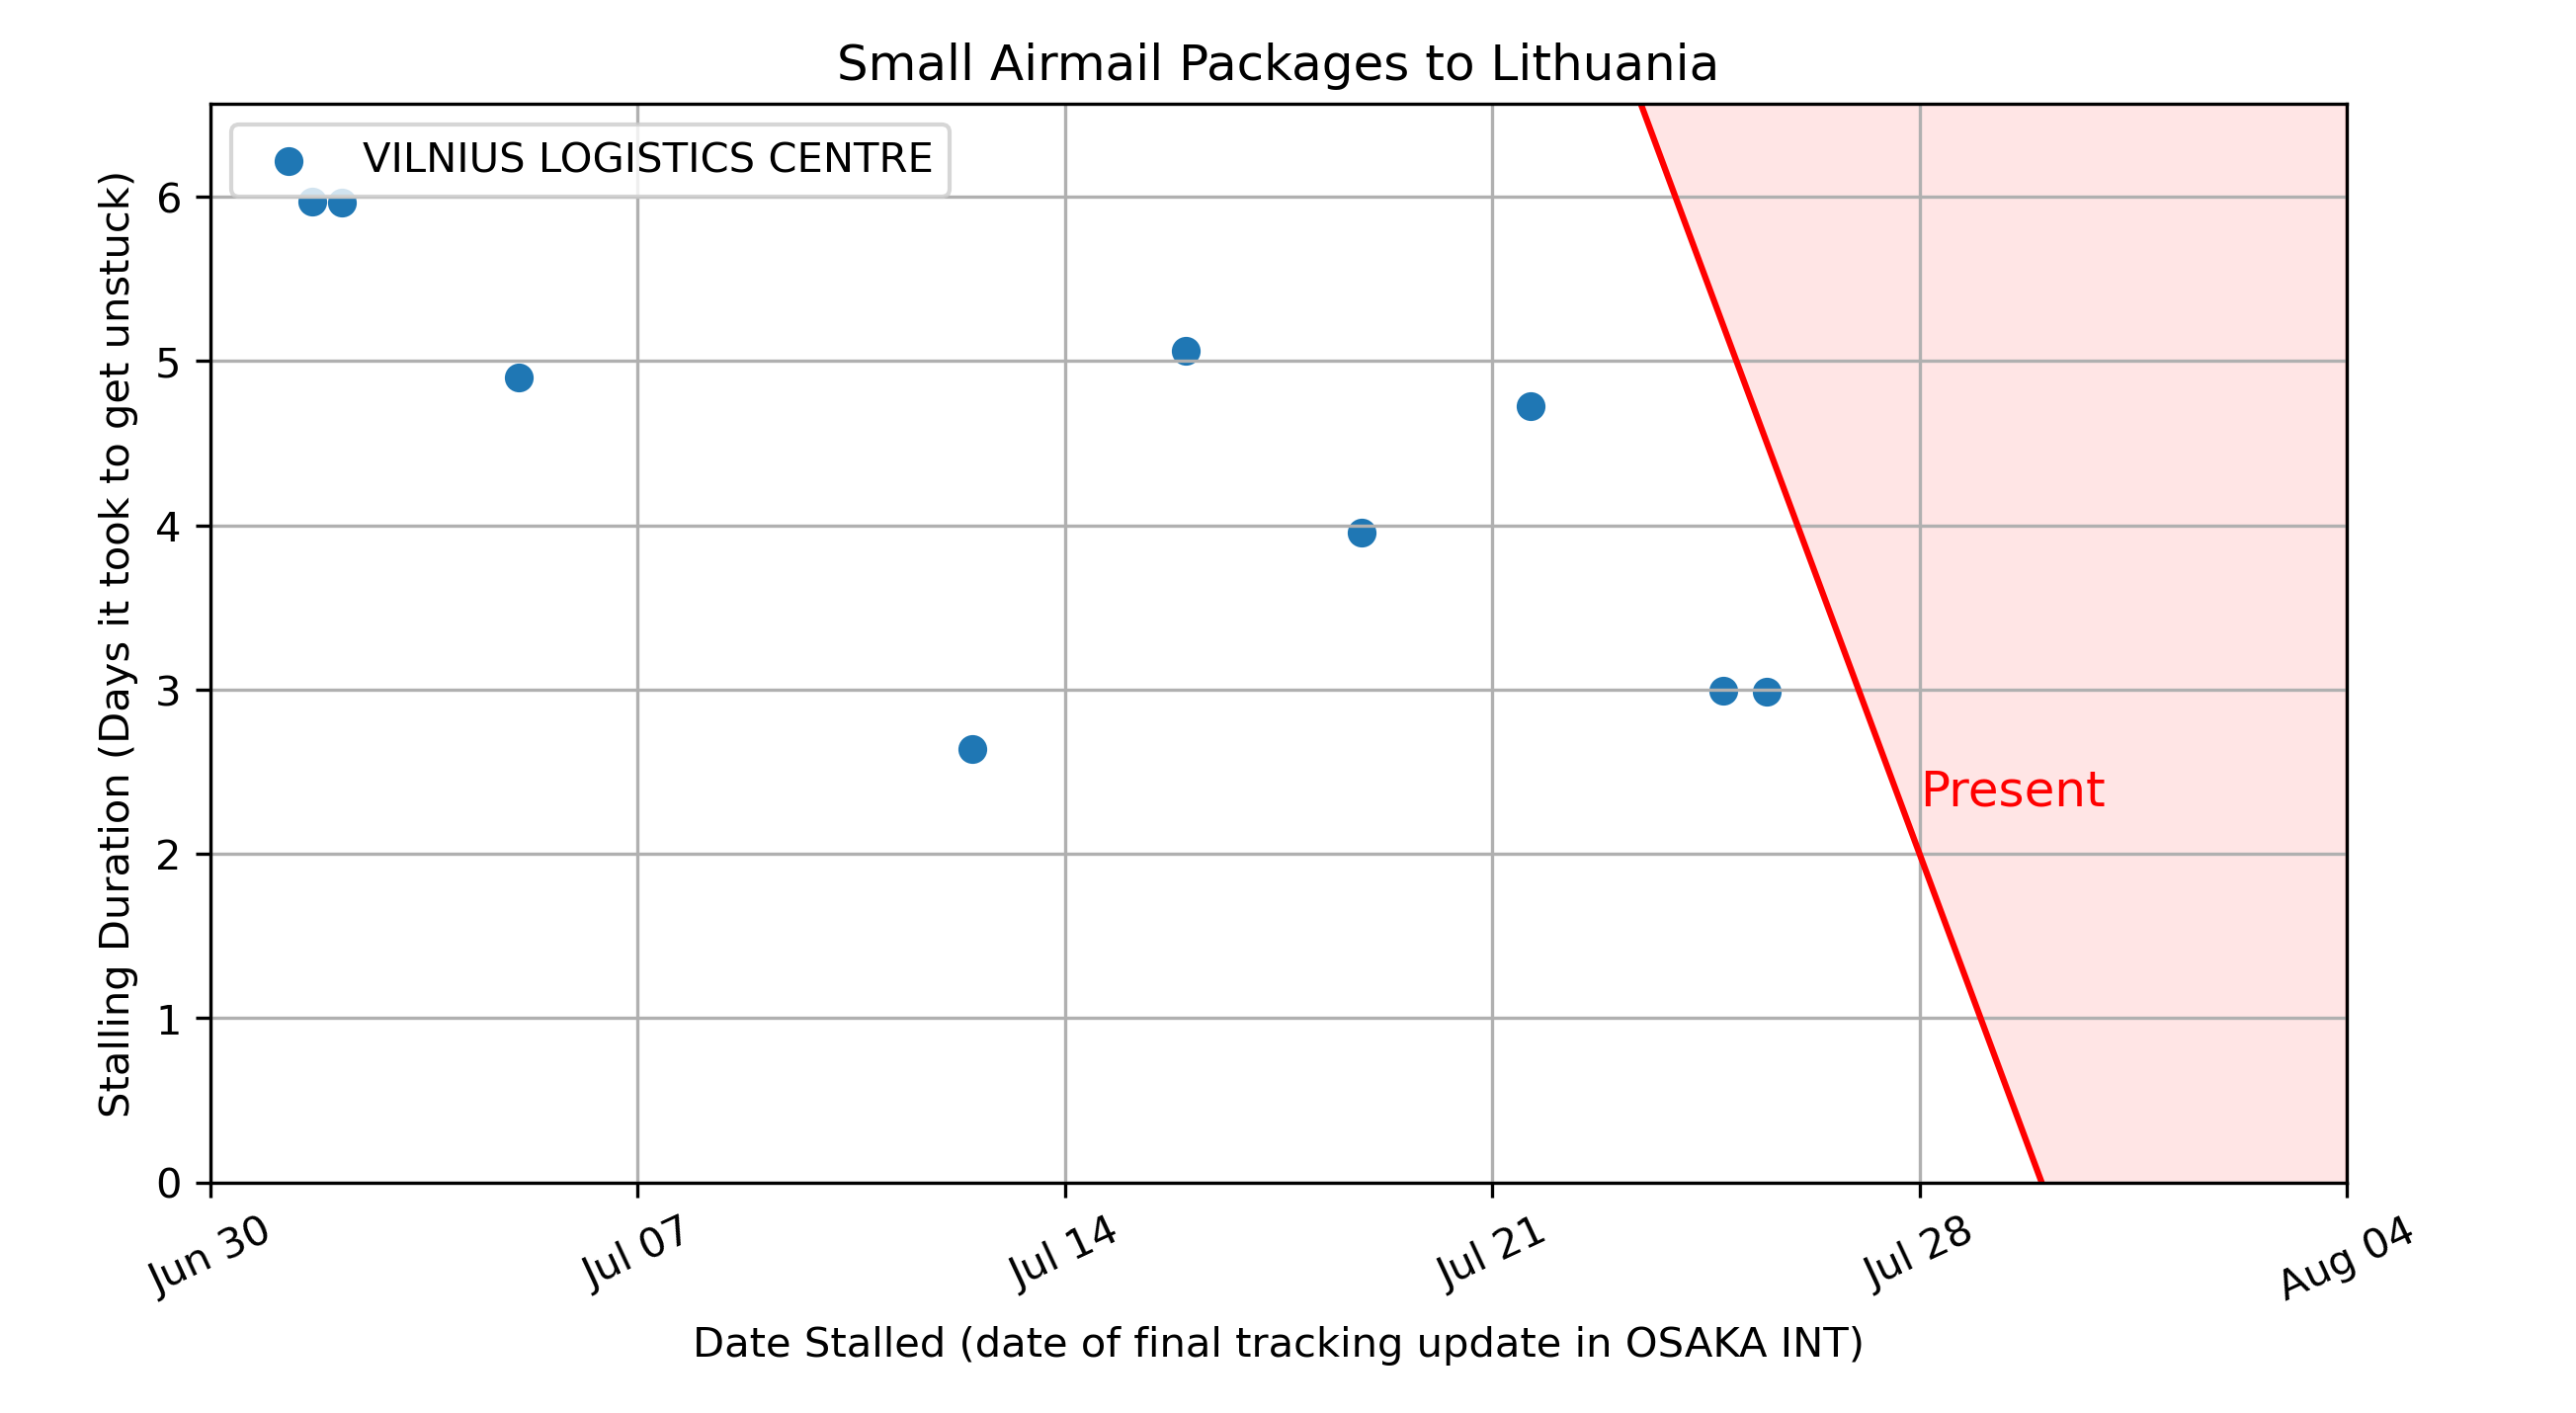 Small Airmail Packages to Lithuania
VILNIUS LOGISTICS CENTRE
Stalling Duration (Days it took to get unstuck)
6
5
4
3
2
1
0
Present
Jun 30
Jul 07
Jul 14
Jul 21
Jul 28
Aug 04
Date Stalled (date of final tracking update in OSAKA INT)